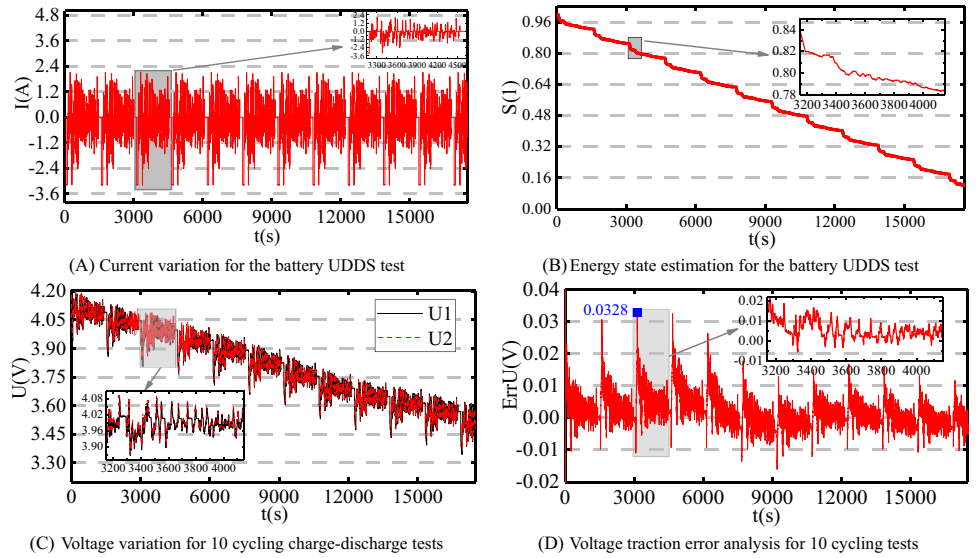 4.8
3.6
2.4
1.2
0.0
-1.2
-2.4
-3.6
I(A)
2.4
1.2
0.0
-1.2
-2.4
-3.6
3300 3600 3900 4200 4500
0 3000 6000 9000 12000 15000
t(s)
(A) Current variation for the battery UDDS test
0.96
0.80
0.64
0.48
0.32
0.16
0.00
S(1)
0.84
0.82
0.80
0.78
3200 3400 3600 3800 4000
0 3000 6000 9000 12000 15000
t(s)
(B) Energy state estimation for the battery UDDS test
4.20
4.05
3.90
3.75
3.60
3.45
3.30
U(V)
U1
U2
4.08
4.02
3.96
3.90
3200 3400 3600 3800 4000
0 3000 6000 9000 12000 15000
t(s)
(C) Voltage variation for 10 cycling charge-discharge tests
0.04
0.03
0.02
0.01
0.00
-0.01
-0.02
ErrU(V)
0.0328
0.02
0.01
0.00
-0.01
3200 3400 3600 3800 4000
0 3000 6000 9000 12000 15000
t(s)
(D) Voltage traction error analysis for 10 cycling tests